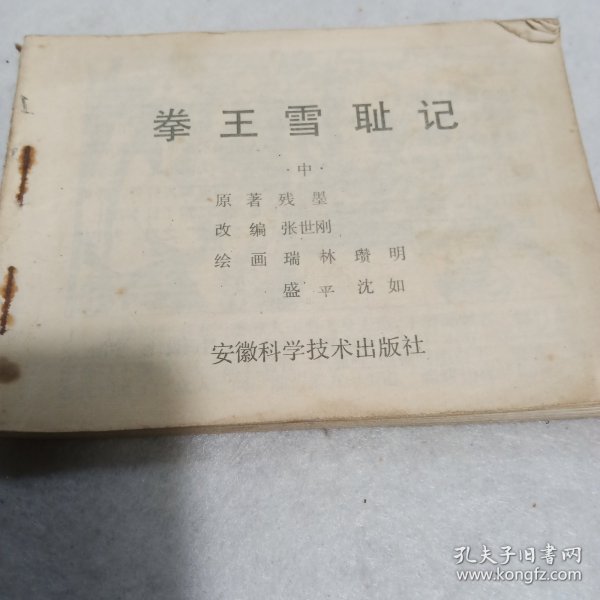 拳王雪耻记
·中·
原著 残墨
改编 张世刚
绘画 瑞林 瓒明
盛平 沈如
安徽科学技术出版社
孔夫子旧书网
www.kongfz.com